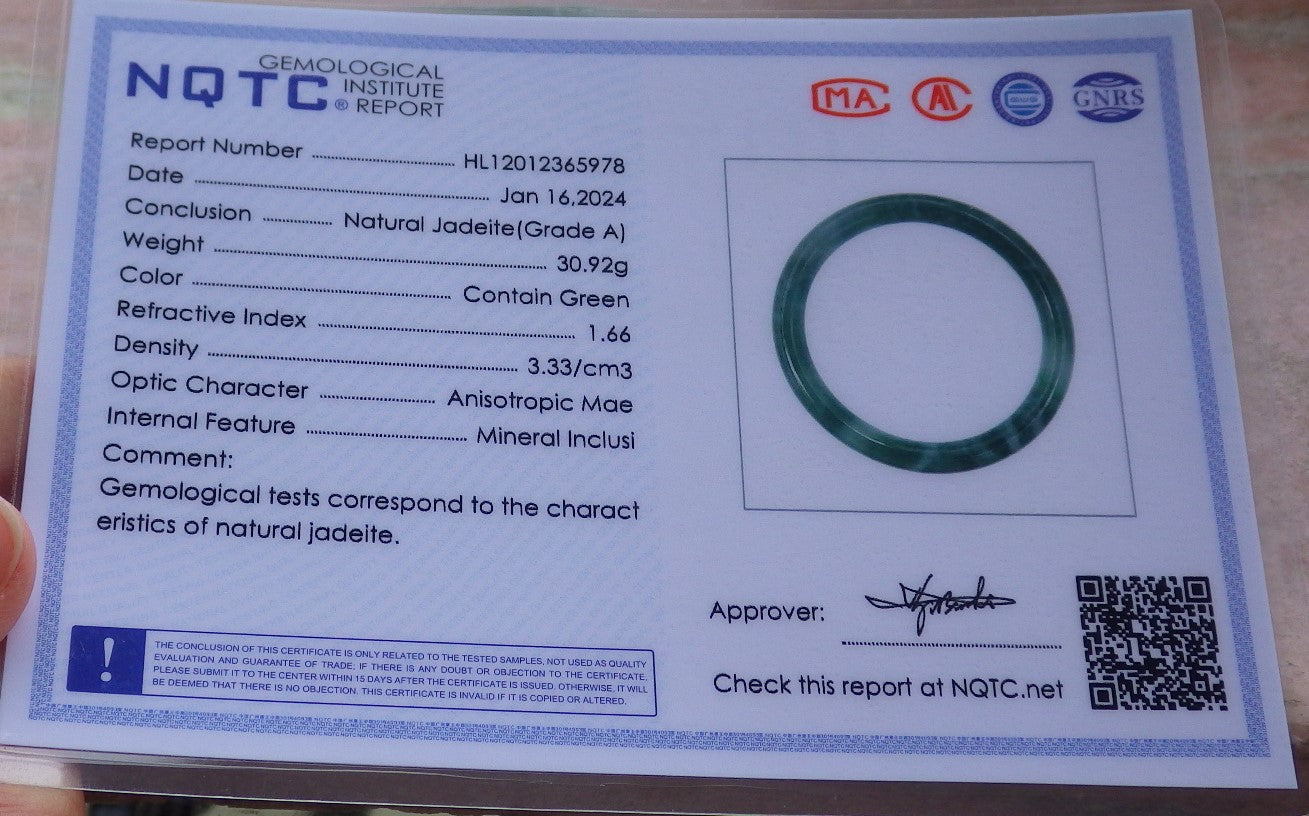 NQTC® GEMOLOGICAL INSTITUTE REPORT
MA
GNRS
Report Number HL12012365978
Date Jan 16,2024
Conclusion Natural Jadeite(Grade A)
Weight 30.92g
Color Contain Green
Refractive Index 1.66
Density 3.33/cm3
Optic Character Anisotropic Mae
Internal Feature Mineral Inclusi
Comment:
Gemological tests correspond to the charact
eristics of natural jadeite.
! THE CONCLUSION OF THIS CERTIFICATE IS ONLY RELATED TO THE TESTED SAMPLES, NOT USED AS QUALITY
EVALUATION AND GUARANTEE OF TRADE; IF THERE IS ANY DOUBT OR OBJECTION TO THE CERTIFICATE,
PLEASE SUBMIT IT TO THE CENTER WITHIN 15 DAYS AFTER THE CERTIFICATE IS ISSUED. OTHERWISE, IT WILL
BE DEEMED THAT THERE IS NO OBJECTION. THIS CERTIFICATE IS INVALID IF IT IS COPIED OR ALTERED.
Approver:
Check this report at NQTC.net